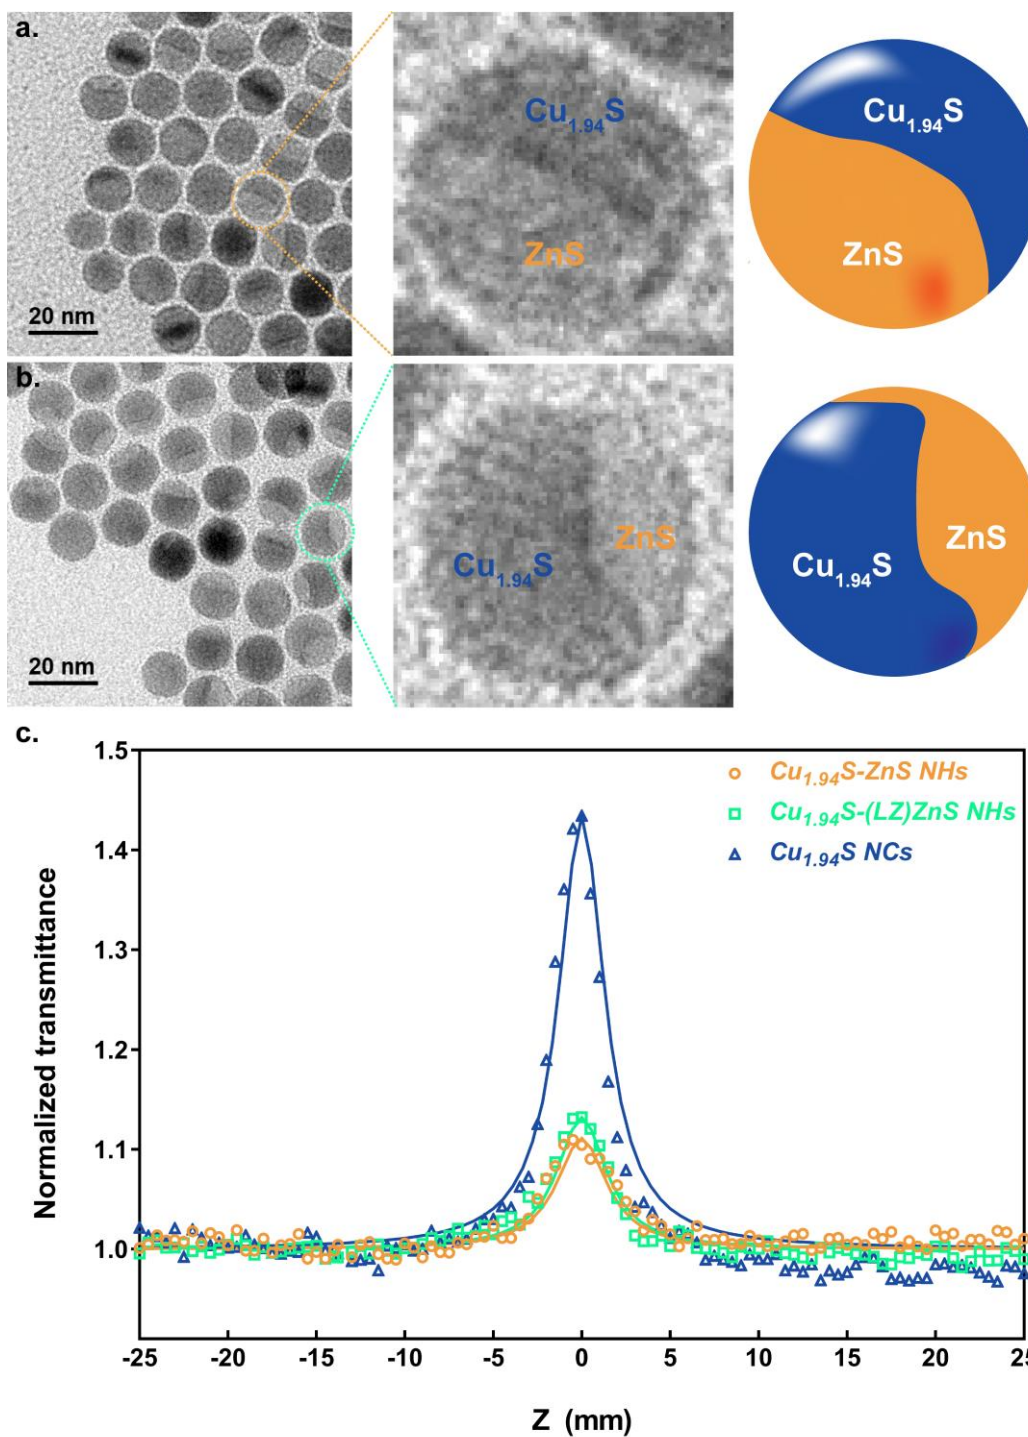 a.
Cu1.94S
ZnS
Cu1.94S
ZnS
20 nm
b.
Cu1.94S
ZnS
Cu1.94S
ZnS
20 nm
c.
Cu1.94S-ZnS NHs
Cu1.94S-(LZ)ZnS NHs
Cu1.94S NCs
Normalized transmittance
1.5
1.4
1.3
1.2
1.1
1.0
-25 -20 -15 -10 -5 0 5 10 15 20 25
Z (mm)